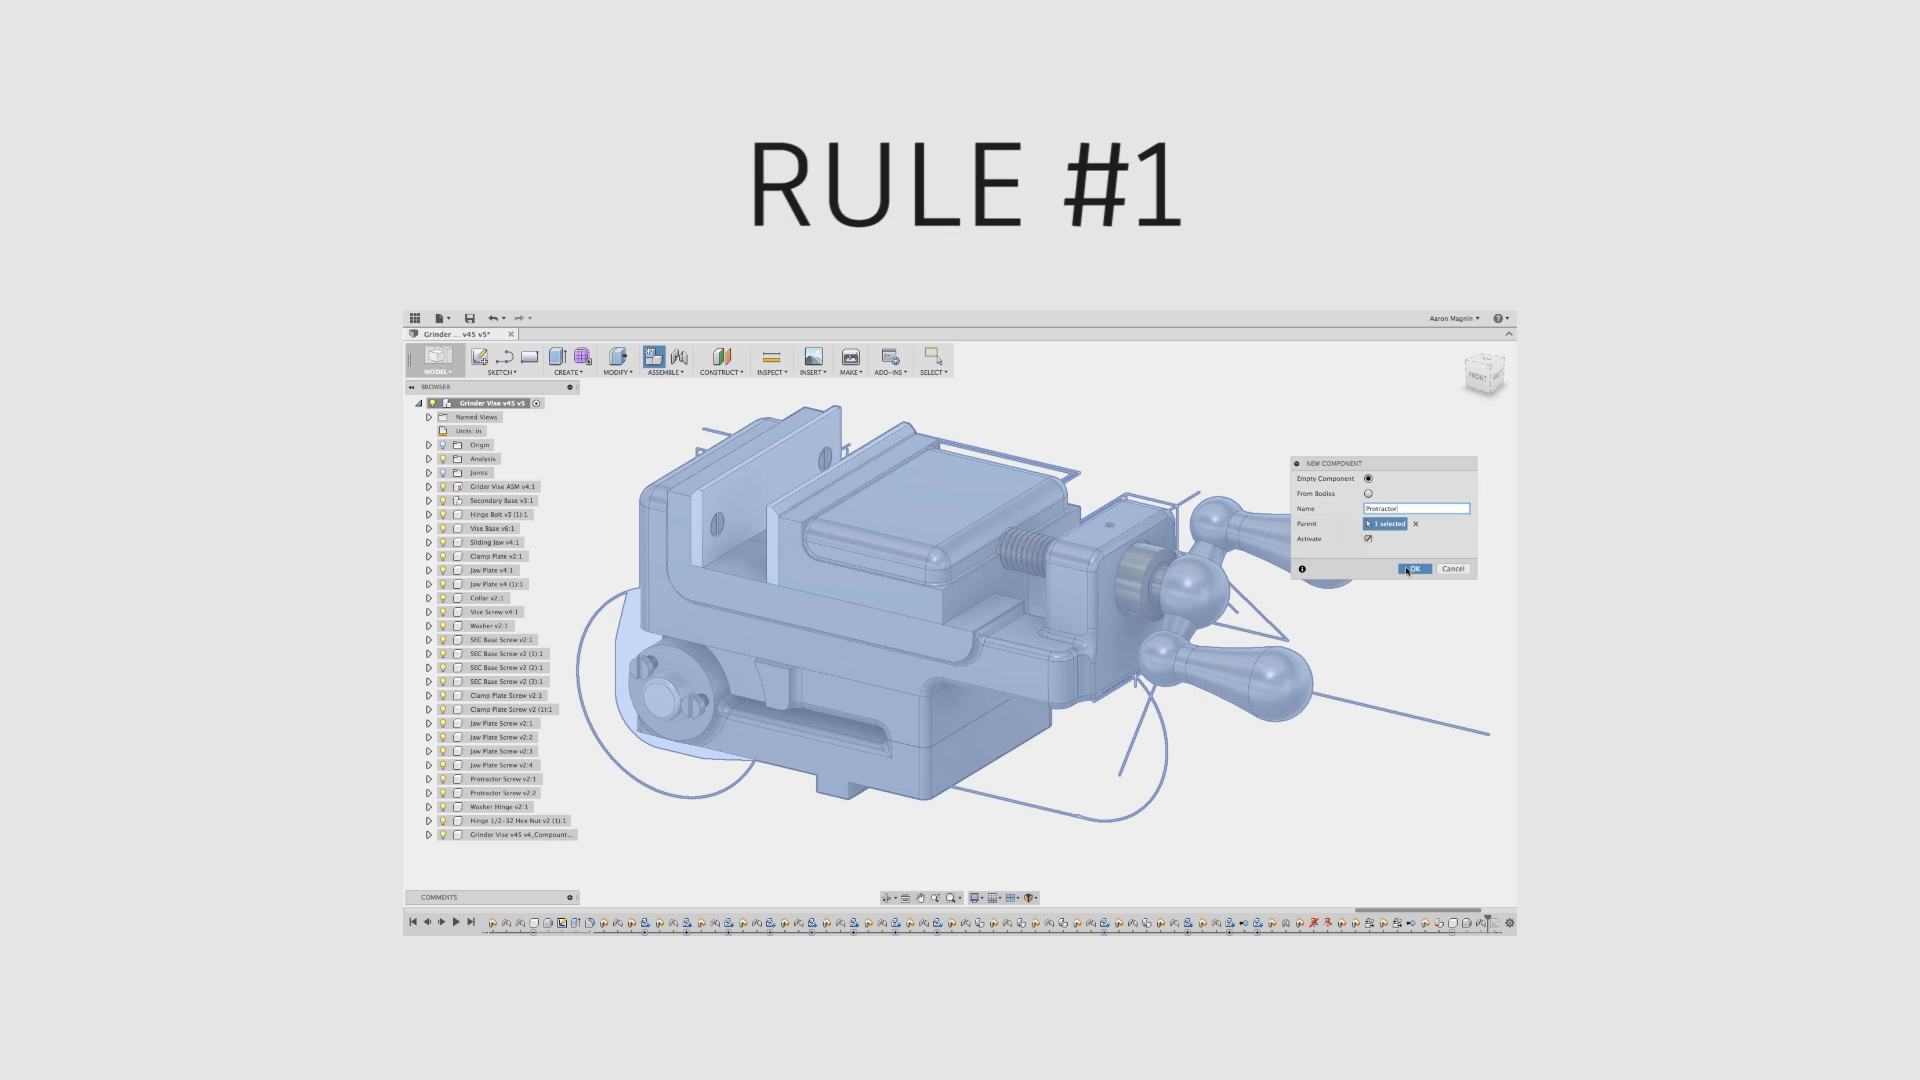 RULE #1
Aaron Magnin
Grinder ... v45 v5*
MODEL
SKETCH
CREATE
MODIFY
ASSEMBLE
CONSTRUCT
INSPECT
INSERT
MAKE
ADD-INS
SELECT
FRONT
BROWSER
Grinder Vise v45 v5
Named Views
Units: in
Origin
Analysis
Joints
Grider Vise ASM v4:1
Secondary Base v3:1
Hinge Bolt v3 (1):1
Vise Base v6:1
Sliding Jaw v4:1
Clamp Plate v2:1
Jaw Plate v4:1
Jaw Plate v4 (1):1
Collar v2:1
Vise Screw v4:1
Washer v2:1
SEC Base Screw v2:1
SEC Base Screw v2 (1):1
SEC Base Screw v2 (2):1
SEC Base Screw v2 (3):1
Clamp Plate Screw v2:1
Clamp Plate Screw v2 (1):1
Jaw Plate Screw v2:1
Jaw Plate Screw v2:2
Jaw Plate Screw v2:3
Jaw Plate Screw v2:4
Protractor Screw v2:1
Protractor Screw v2:2
Washer Hinge v2:1
Hinge 1/2-32 Hex Nut v2 (1):1
Grinder Vise v45 v4_Compount...
NEW COMPONENT
Empty Component
From Bodies
Name Protractor
Parent 1 selected
Activate
OK Cancel
COMMENTS